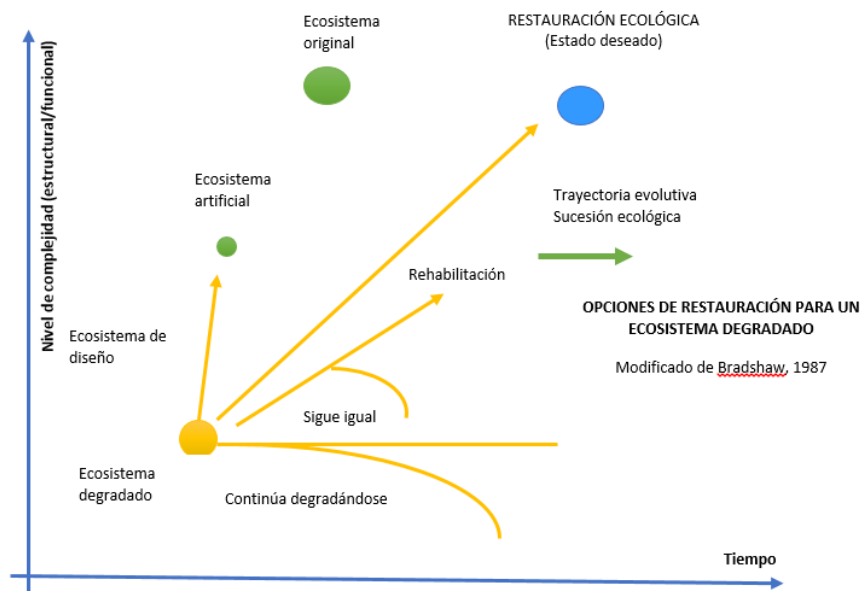 Ecosistema
original
RESTAURACIÓN ECOLÓGICA
(Estado deseado)
Nivel de complejidad (estructural/funcional)
Ecosistema
artificial
Trayectoria evolutiva
Sucesión ecológica
Rehabilitación
OPCIONES DE RESTAURACIÓN PARA UN
ECOSISTEMA DEGRADADO
Modificado de Bradshaw, 1987
Ecosistema de
diseño
Sigue igual
Ecosistema
degradado
Continúa degradándose
Tiempo